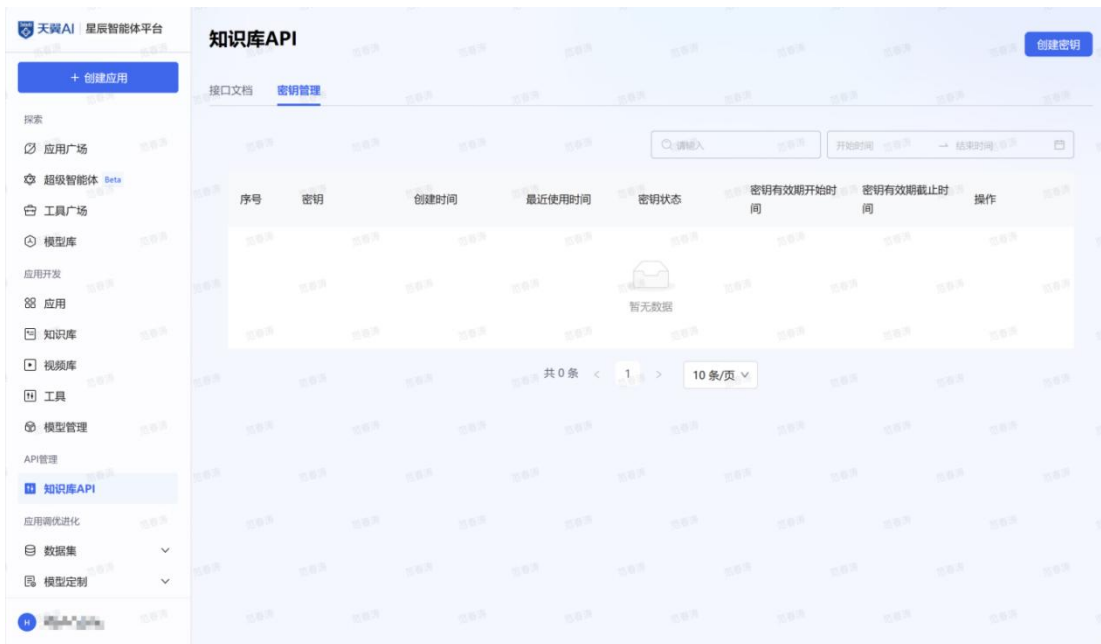 天翼AI 星辰智能体平台
+ 创建应用
探索
应用广场
超级智能体 Beta
工具广场
模型库
应用开发
应用
知识库
视频库
工具
模型管理
API管理
知识库API
应用调优进化
数据集
模型定制
H
知识库API
创建密钥
接口文档 密钥管理
请输入 开始时间 → 结束时间
序号 密钥 创建时间 最近使用时间 密钥状态 密钥有效期开始时间 密钥有效期截止时间 操作
暂无数据
共 0 条 < 1 > 10 条/页